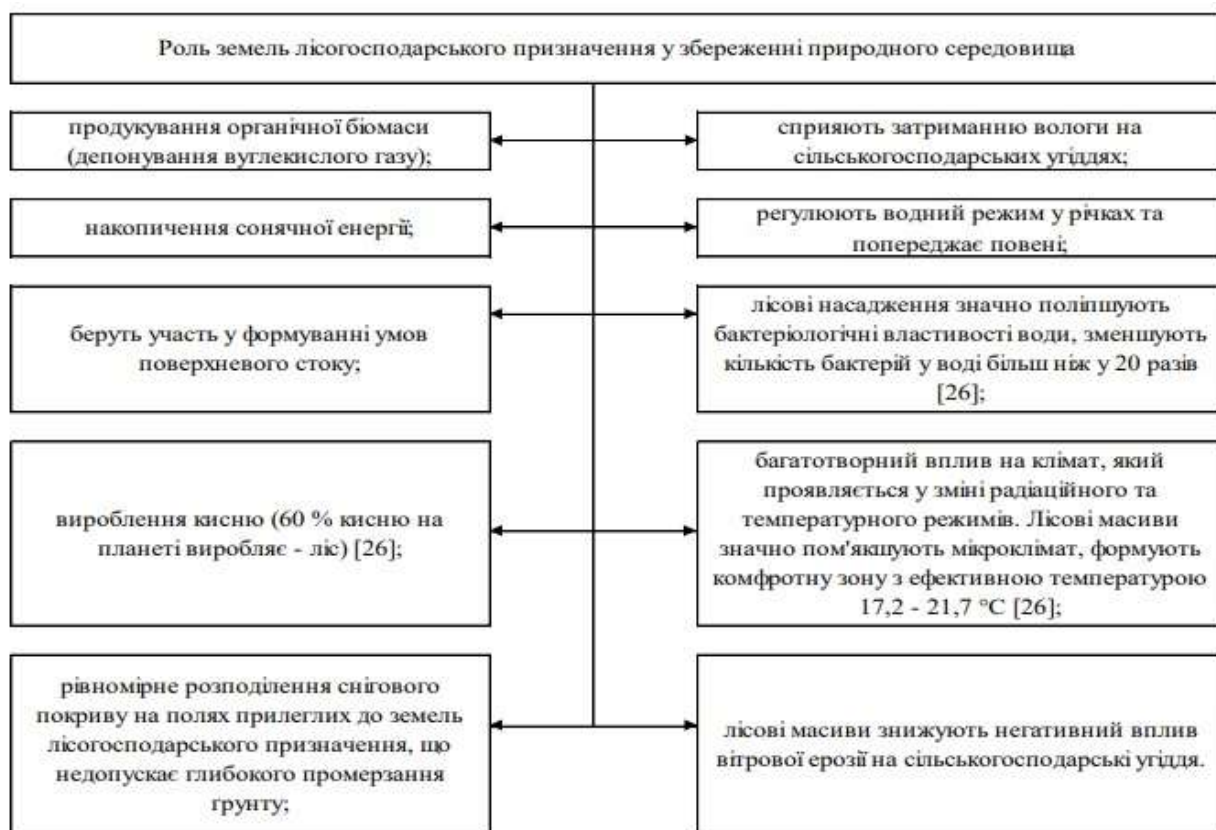 Роль земель лісогосподарського призначення у збереженні природного середовища
продукування органічної біомаси
(депонування вуглекислого газу);
сприяють затриманню вологи на
сільськогосподарських угіддях;
накопичення сонячної енергії;
регулюють водний режим у річках та
попереджає повені;
беруть участь у формуванні умов
поверхневого стоку;
лісові насадження значно поліпшують
бактеріологічні властивості води, зменшують
кількість бактерій у воді більш ніж у 20 разів
[26];
вироблення кисню (60 % кисню на
планеті виробляє - ліс) [26];
багатотворний вплив на клімат, який
проявляється у зміні радіаційного та
температурного режимів. Лісові масиви
значно пом'якшують мікроклімат, формують
комфротну зону з ефективною температурою
17,2 - 21,7 °С [26];
рівномірне розподілення снігового
покриву на полях прилеглих до земель
лісогосподарського призначення, що
недопускає глибокого промерзання
грунту;
лісові масиви знижують негативний вплив
вітрової ерозії на сільськогосподарські угіддя.